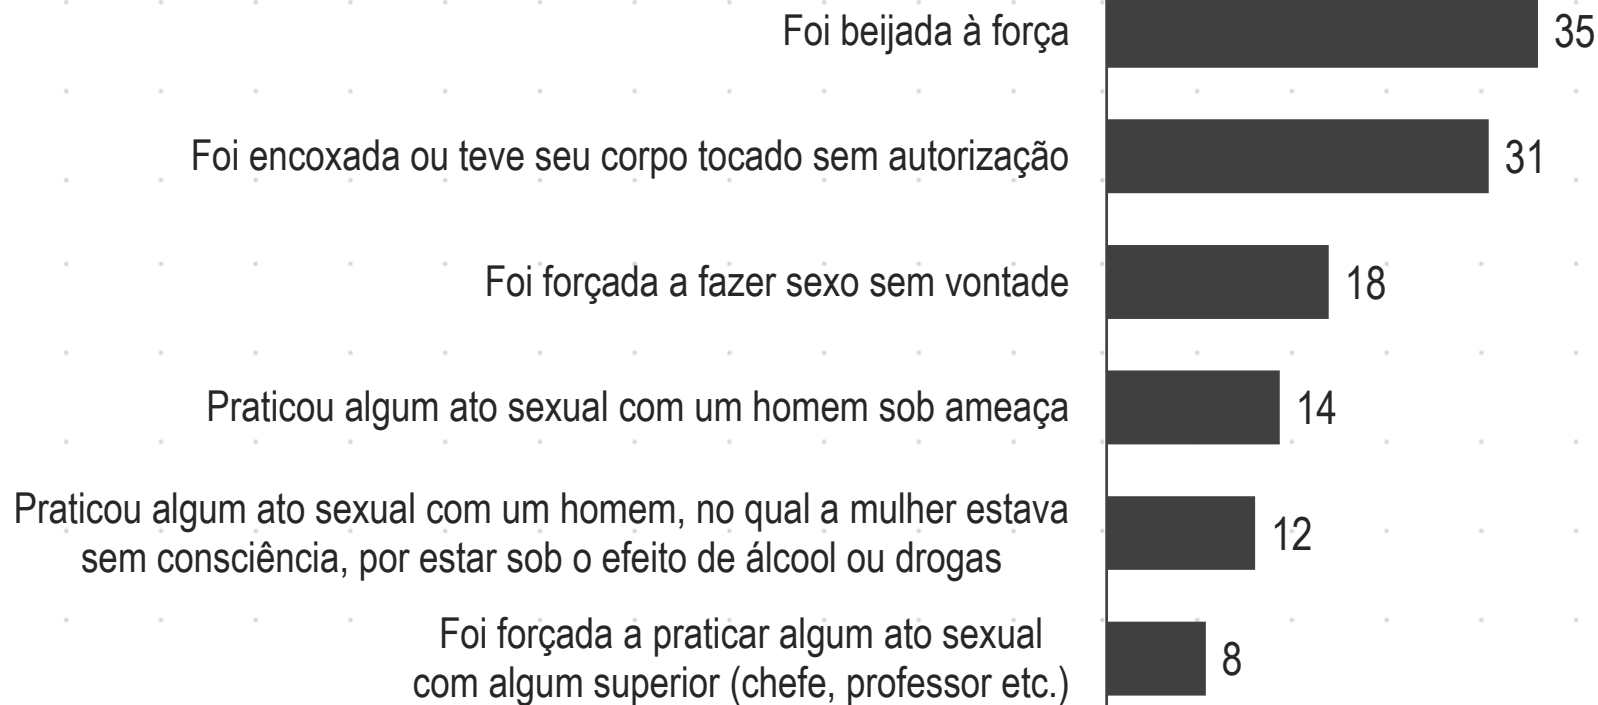 Foi beijada à força 35
Foi encoxada ou teve seu corpo tocado sem autorização 31
Foi forçada a fazer sexo sem vontade 18
Praticou algum ato sexual com um homem sob ameaça 14
Praticou algum ato sexual com um homem, no qual a mulher estava
sem consciência, por estar sob o efeito de álcool ou drogas 12
Foi forçada a praticar algum ato sexual
com algum superior (chefe, professor etc.) 8